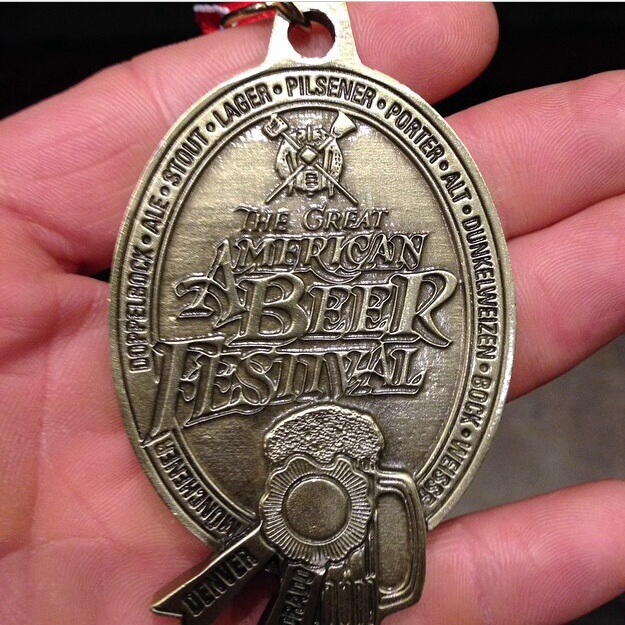 DOPPELBOCK • ALE • STOUT • LAGER • PILSENER • PORTER • ALT • DUNKELWEIZEN • BOCK • WEISSE
MUNCHENER
THE GREAT
AMERICAN
BEER
FESTIVAL
DENVER